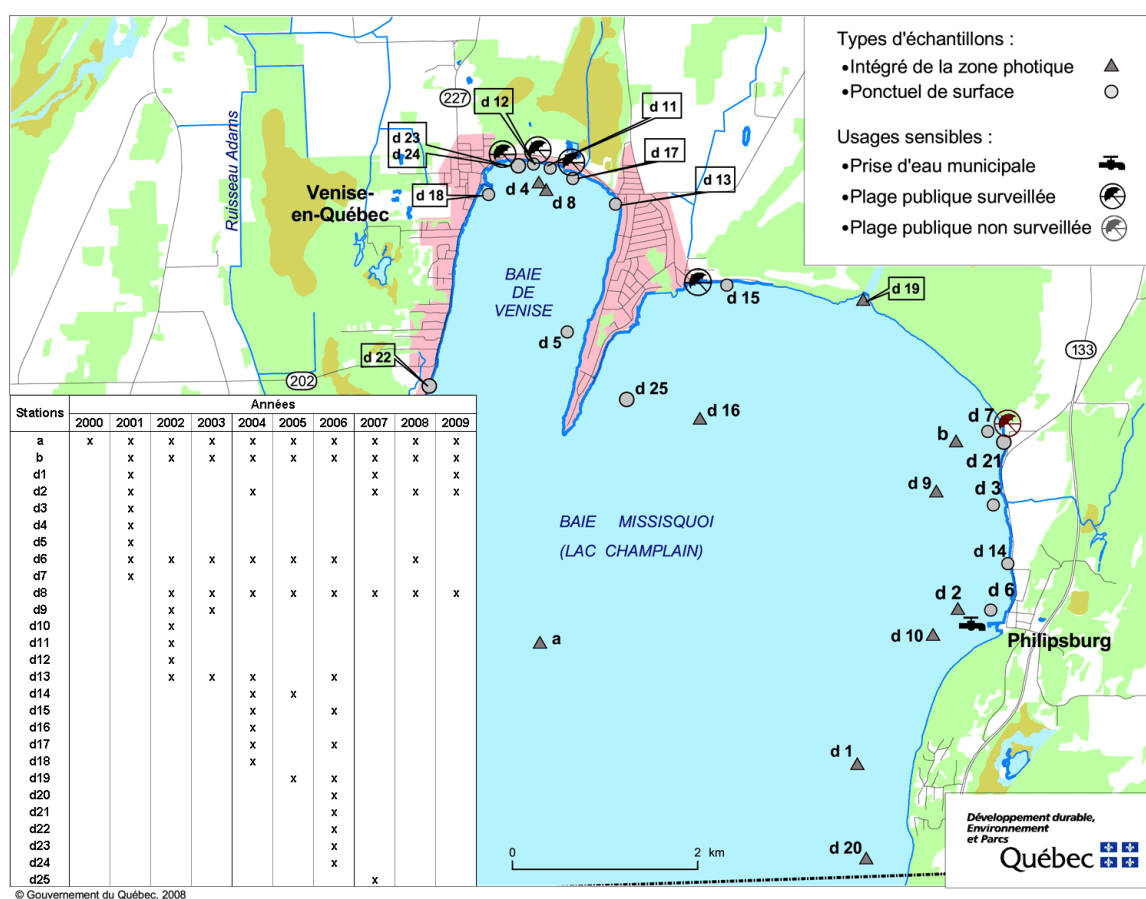 Types d'échantillons :
•Intégré de la zone photique
•Ponctuel de surface
Usages sensibles :
•Prise d'eau municipale
•Plage publique surveillée
•Plage publique non surveillée
227
d 12
d 11
d 23
d 24
d 17
d 13
d 18
d 4
d 8
Venise-
en-Québec
Ruisseau Adams
BAIE
DE
VENISE
d 15
d 19
d 5
d 22
202
133
d 25
d 16
d 7
b
d 21
d 9
d 3
BAIE MISSISQUOI
(LAC CHAMPLAIN)
d 14
d 2
d 6
d 10
Philipsburg
a
d 1
d 20
0 2 km
Stations Années
2000 2001 2002 2003 2004 2005 2006 2007 2008 2009
a x x x x x x x x x x
b x x x x x x x x x
d1 x x x
d2 x x x x x
d3 x
d4 x
d5 x
d6 x x x x x x x
d7 x
d8 x x x x x x x x
d9 x x
d10 x
d11 x
d12 x
d13 x x x x
d14 x x
d15 x x
d16 x
d17 x x
d18 x
d19 x x
d20 x
d21 x
d22 x
d23 x
d24 x
d25 x
Développement durable,
Environnement
et Parcs
Québec
© Gouvernement du Québec, 2008